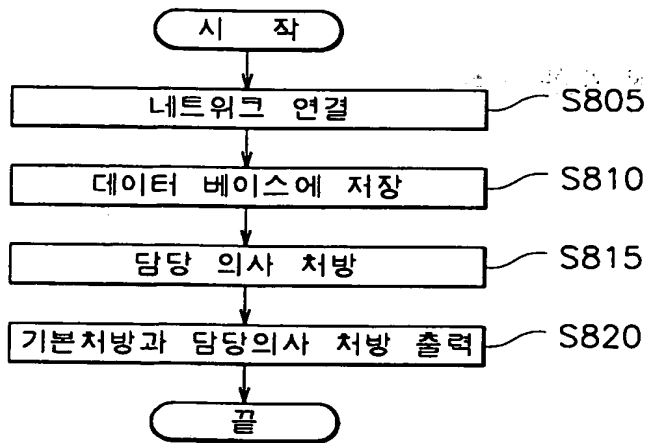 시 작
네트워크 연결 S805
데이터 베이스에 저장 S810
담당 의사 처방 S815
기본처방과 담당의사 처방 출력 S820
끝